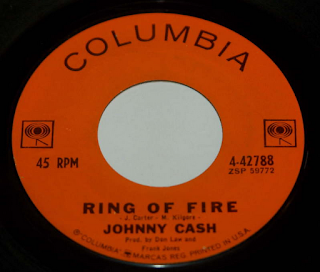 COLUMBIA
45 RPM
4-42788
ZSP 59772
RING OF FIRE
- J. Carter - M. Kilgore -
JOHNNY CASH
Prod. by Don Law and
Frank Jones
® "COLUMBIA" MARCAS REG. PRINTED IN U.S.A.